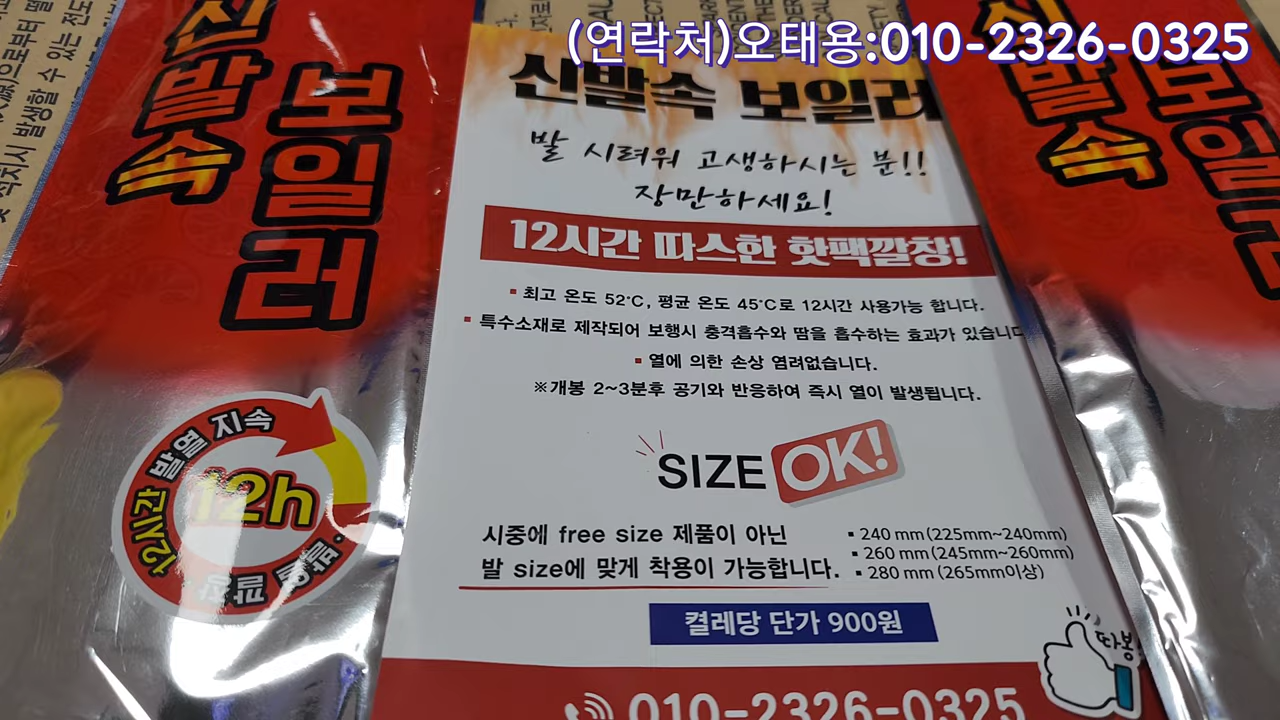 (연락처)오태용:010-2326-0325
신발속 보일러
발 시려워 고생하시는 분!!
장만하세요!
12시간 따스한 핫팩깔창!
최고 온도 52°C, 평균 온도 45°C로 12시간 사용가능 합니다.
특수소재로 제작되어 보행시 충격흡수와 땀을 흡수하는 효과가 있습니다
열에 의한 손상 염려없습니다.
※개봉 2~3분후 공기와 반응하여 즉시 열이 발생됩니다.
SIZE OK!
시중에 free size 제품이 아닌
발 size에 맞게 착용이 가능합니다.
240 mm(225mm~240mm)
260 mm(245mm~260mm)
280 mm(265mm이상)
켤레당 단가 900원
따봉!
010-2326-0325
신발속
보일러
12시간 발열 지속
12h
핫팩 깔창
신발속
보일러